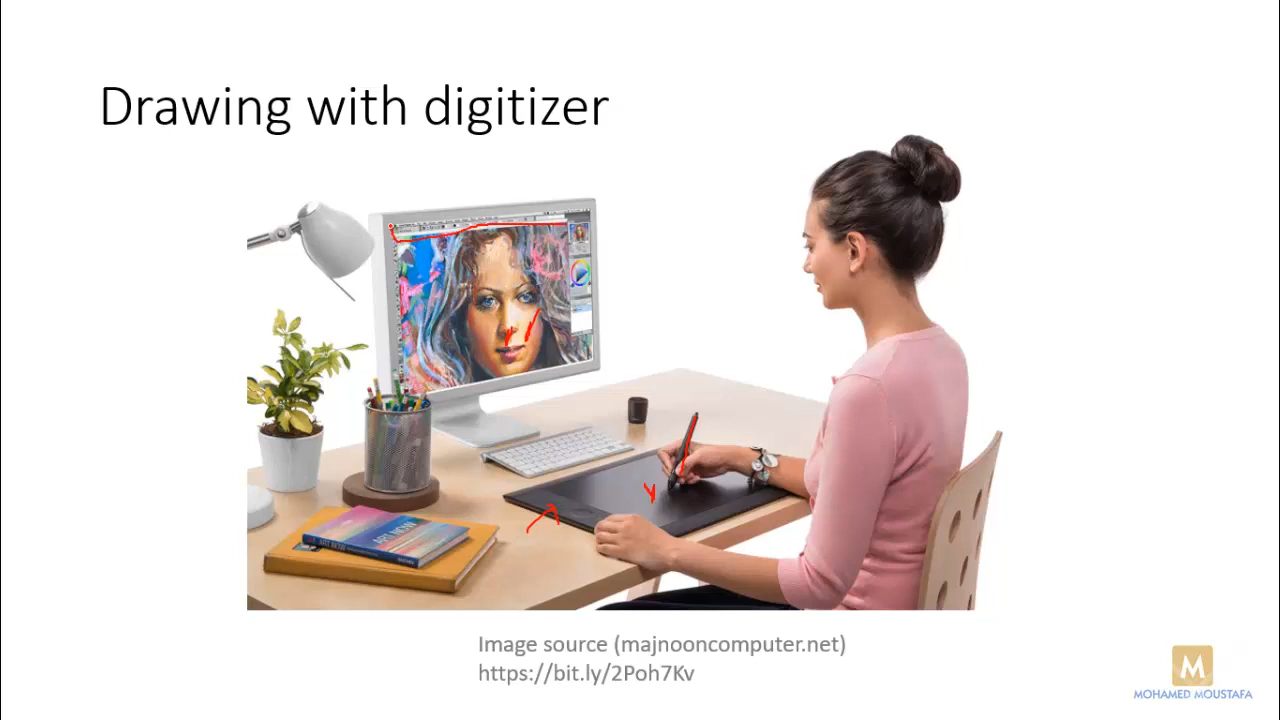 Drawing with digitizer
ART NOW
Image source (majnooncomputer.net)
https://bit.ly/2Poh7Kv
M
MOHAMED MOUSTAFA